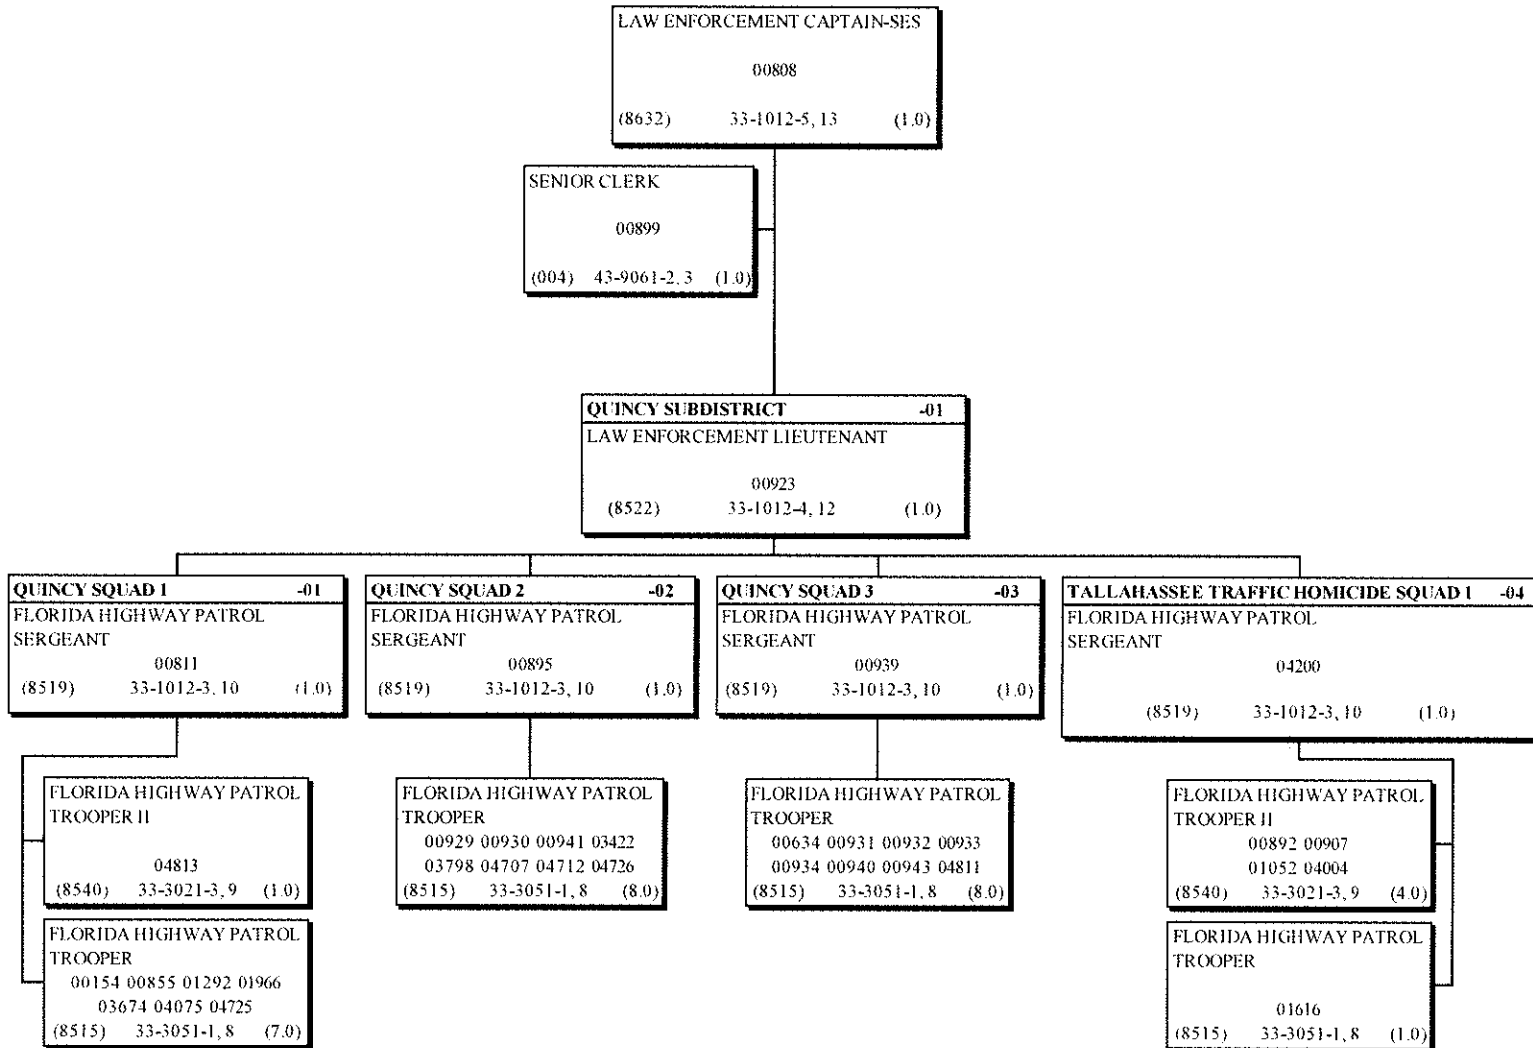 LAW ENFORCEMENT CAPTAIN-SES
00808
(8632) 33-1012-5, 13 (1.0)
SENIOR CLERK
00899
(004) 43-9061-2, 3 (1.0)
QUINCY SUBDISTRICT -01
LAW ENFORCEMENT LIEUTENANT
00923
(8522) 33-1012-4, 12 (1.0)
QUINCY SQUAD 1 -01
FLORIDA HIGHWAY PATROL
SERGEANT
00811
(8519) 33-1012-3, 10 (1.0)
QUINCY SQUAD 2 -02
FLORIDA HIGHWAY PATROL
SERGEANT
00895
(8519) 33-1012-3, 10 (1.0)
QUINCY SQUAD 3 -03
FLORIDA HIGHWAY PATROL
SERGEANT
00939
(8519) 33-1012-3, 10 (1.0)
TALLAHASSEE TRAFFIC HOMICIDE SQUAD 1 -04
FLORIDA HIGHWAY PATROL
SERGEANT
04200
(8519) 33-1012-3, 10 (1.0)
FLORIDA HIGHWAY PATROL
TROOPER II
04813
(8540) 33-3021-3, 9 (1.0)
FLORIDA HIGHWAY PATROL
TROOPER
00154 00855 01292 01966
03674 04075 04725
(8515) 33-3051-1, 8 (7.0)
FLORIDA HIGHWAY PATROL
TROOPER
00929 00930 00941 03422
03798 04707 04712 04726
(8515) 33-3051-1, 8 (8.0)
FLORIDA HIGHWAY PATROL
TROOPER
00634 00931 00932 00933
00934 00940 00943 04811
(8515) 33-3051-1, 8 (8.0)
FLORIDA HIGHWAY PATROL
TROOPER II
00892 00907
01052 04004
(8540) 33-3021-3, 9 (4.0)
FLORIDA HIGHWAY PATROL
TROOPER
01616
(8515) 33-3051-1, 8 (1.0)